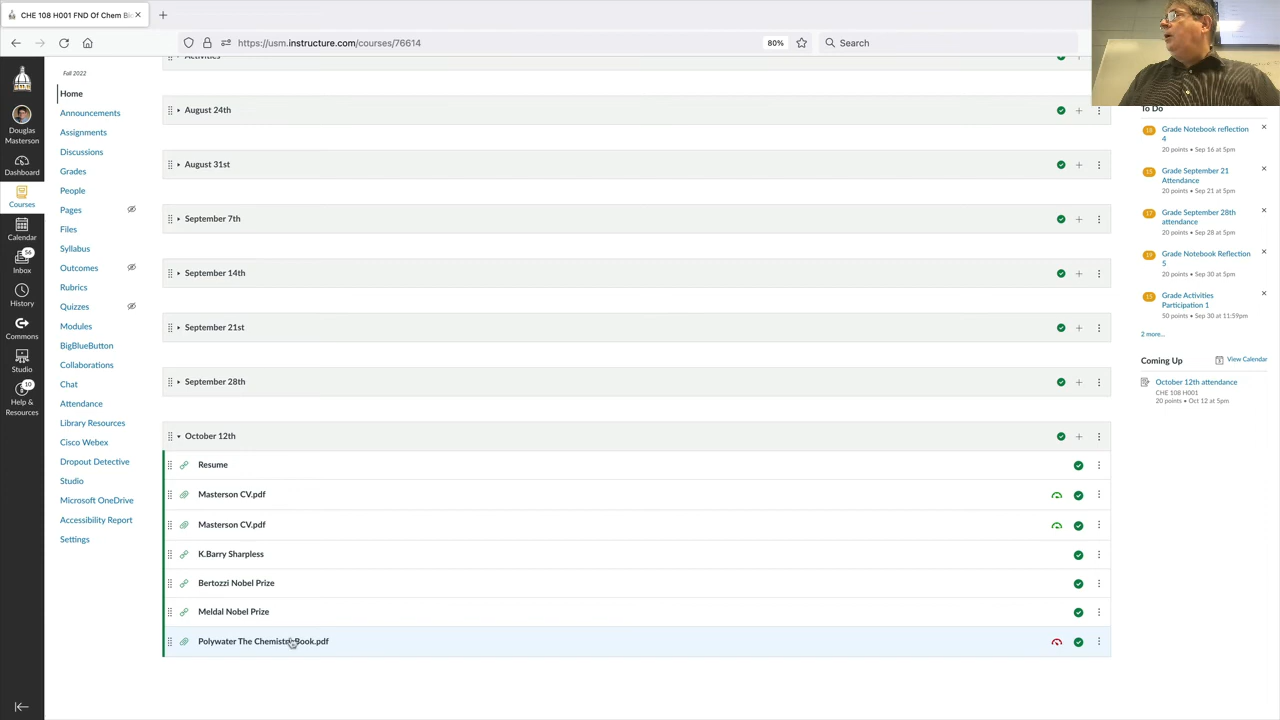 CHE 108 H001 FND Of Chem Bi
https://usm.instructure.com/courses/76614
80%
Search
Douglas
Masterson
Dashboard
Courses
Calendar
56
Inbox
History
Commons
Studio
10
Help &
Resources
Fall 2022
Home
Announcements
Assignments
Discussions
Grades
People
Pages
Files
Syllabus
Outcomes
Rubrics
Quizzes
Modules
BigBlueButton
Collaborations
Chat
Attendance
Library Resources
Cisco Webex
Dropout Detective
Studio
Microsoft OneDrive
Accessibility Report
Settings
Activities
August 24th
August 31st
September 7th
September 14th
September 21st
September 28th
October 12th
Resume
Masterson CV.pdf
Masterson CV.pdf
K.Barry Sharpless
Bertozzi Nobel Prize
Meldal Nobel Prize
Polywater The Chemistry Book.pdf
To Do
18
Grade Notebook reflection
4
20 points • Sep 16 at 5pm
Grade September 21
Attendance
20 points • Sep 21 at 5pm
17
Grade September 28th
attendance
20 points • Sep 28 at 5pm
19
Grade Notebook Reflection
5
20 points • Sep 30 at 5pm
Grade Activities
Participation 1
50 points • Sep 30 at 11:59pm
2 more...
Coming Up
View Calendar
October 12th attendance
CHE 108 H001
20 points • Oct 12 at 5pm